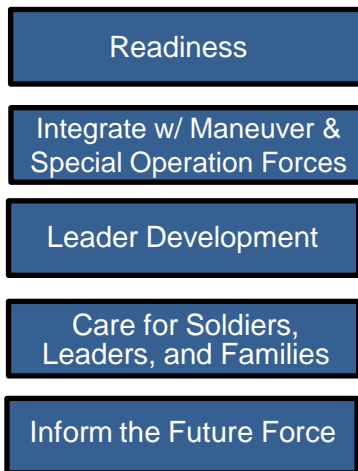 Readiness
Integrate w/ Maneuver &
Special Operation Forces
Leader Development
Care for Soldiers,
Leaders, and Families
Inform the Future Force